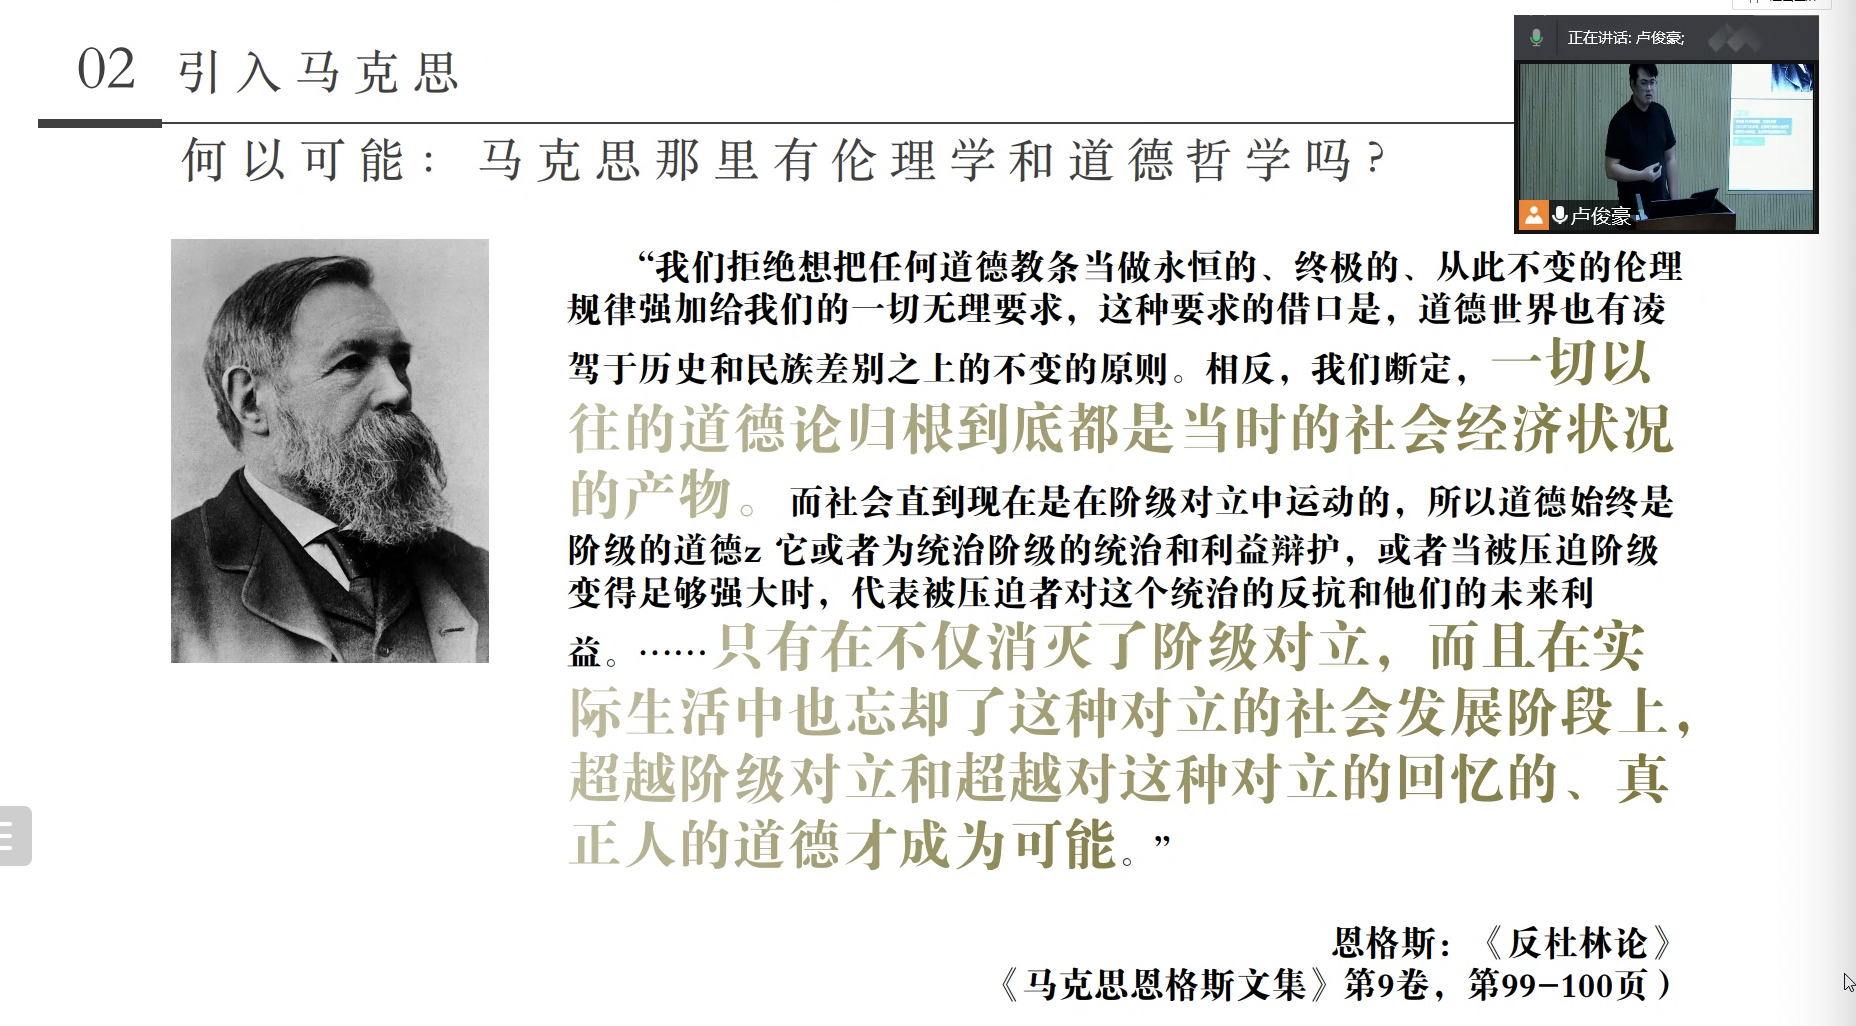 02 引入马克思
正在讲话: 卢俊豪;
何以可能：马克思那里有伦理学和道德哲学吗?
卢俊豪
“我们拒绝想把任何道德教条当做永恒的、终极的、从此不变的伦理
规律强加给我们的一切无理要求，这种要求的借口是，道德世界也有凌
驾于历史和民族差别之上的不变的原则。相反，我们断定，一切以
往的道德论归根到底都是当时的社会经济状况
的产物。而社会直到现在是在阶级对立中运动的，所以道德始终是
阶级的道德z 它或者为统治阶级的统治和利益辩护，或者当被压迫阶级
变得足够强大时，代表被压迫者对这个统治的反抗和他们的未来利
益。……只有在不仅消灭了阶级对立，而且在实
际生活中也忘却了这种对立的社会发展阶段上，
超越阶级对立和超越对这种对立的回忆的、真
正人的道德才成为可能。”
恩格斯：《反杜林论》
《马克思恩格斯文集》第9卷，第99-100页）